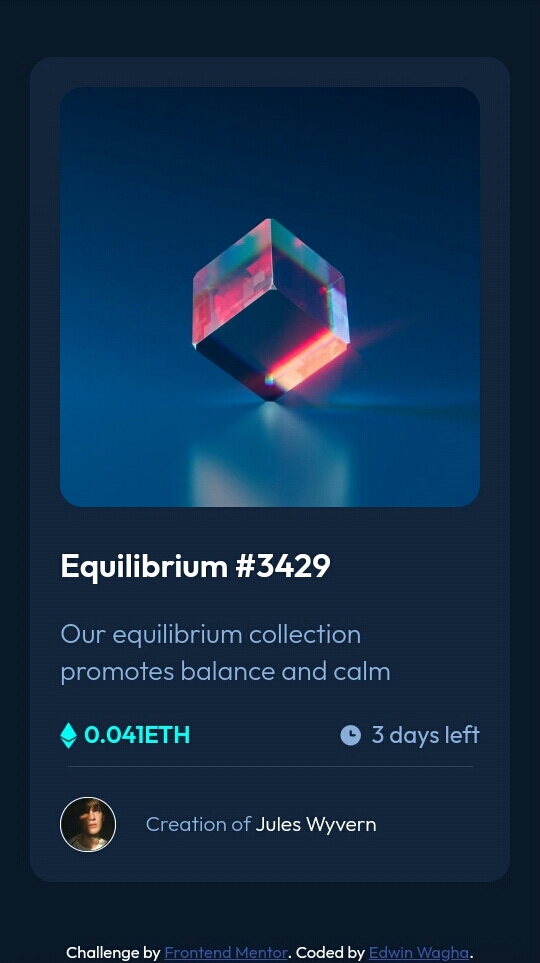 Equilibrium #3429
Our equilibrium collection
promotes balance and calm
0.041ETH 3 days left
Creation of Jules Wyvern
Challenge by Frontend Mentor. Coded by Edwin Wagha.